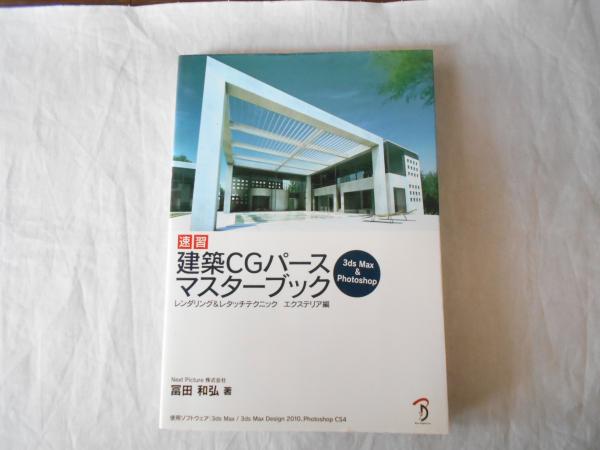 速習
建築CGパース
マスターブック
3ds Max
&
Photoshop
レンダリング&レタッチテクニック エクステリア編
Next Picture 株式会社
冨田 和弘 著
使用ソフトウェア:3ds Max / 3ds Max Design 2010, Photoshop CS4